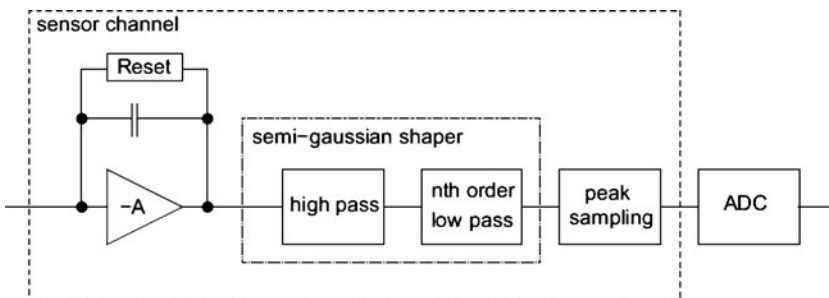 sensor channel
Reset
semi-gaussian shaper
-A
high pass
nth order
low pass
peak
sampling
ADC